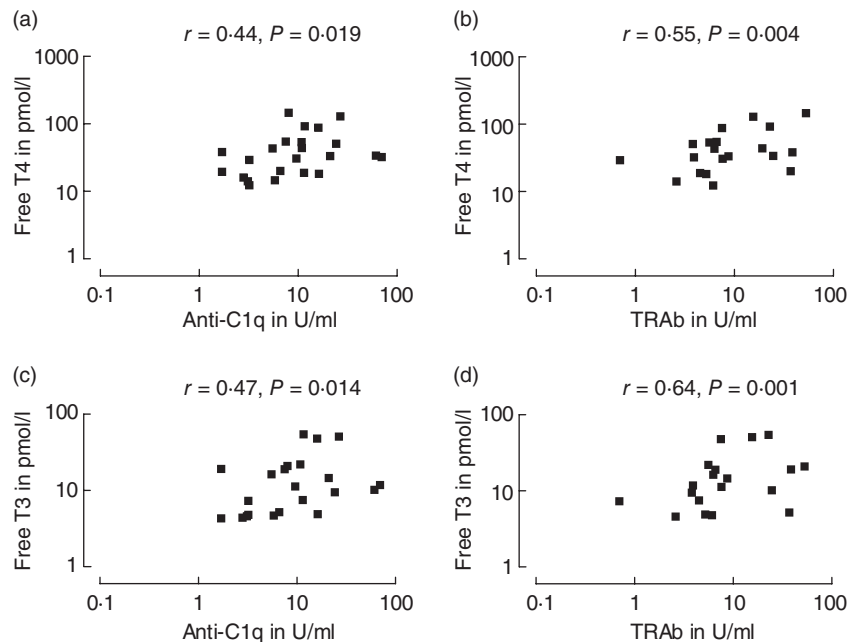 (a)
r = 0·44, P = 0·019
Free T4 in pmol/l
1000
100
10
1
0·1 1 10 100
Anti-C1q in U/ml
(b)
r = 0·55, P = 0·004
Free T4 in pmol/l
1000
100
10
1
0·1 1 10 100
TRAb in U/ml
(c)
r = 0·47, P = 0·014
Free T3 in pmol/l
100
10
1
0·1 1 10 100
Anti-C1q in U/ml
(d)
r = 0·64, P = 0·001
Free T3 in pmol/l
100
10
1
0·1 1 10 100
TRAb in U/ml